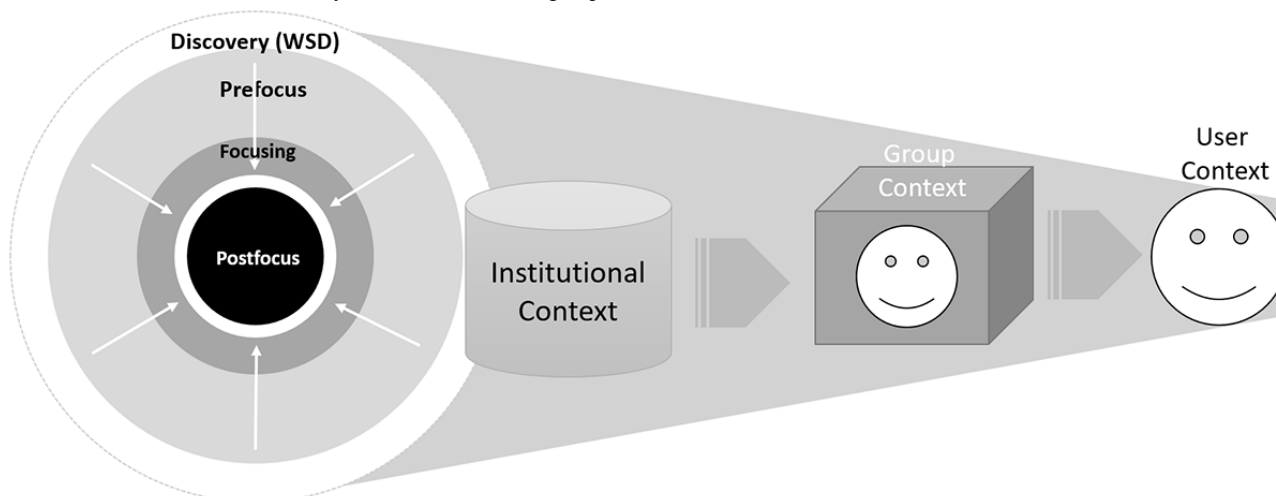 Discovery (WSD)
Prefocus
Focusing
Postfocus
Institutional
Context
Group
Context
User
Context